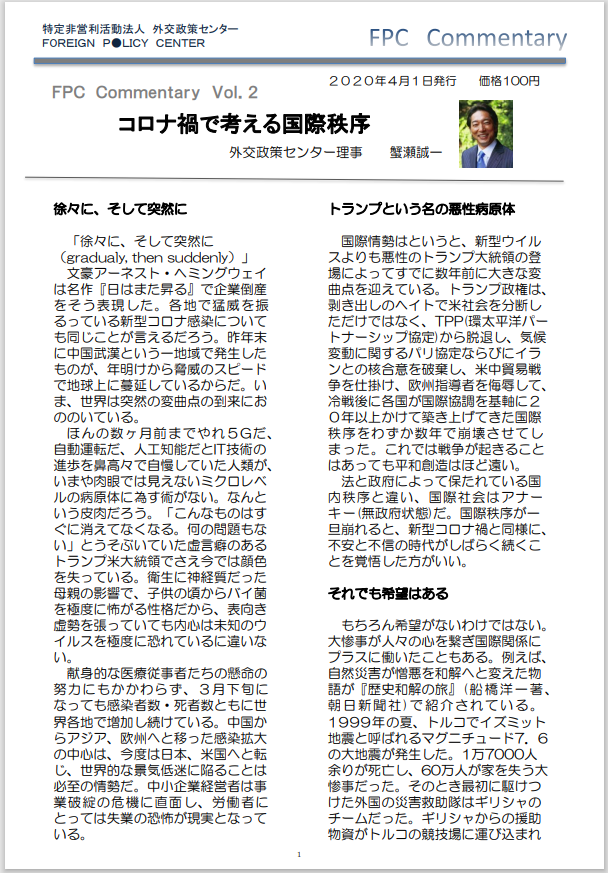 特定非営利活動法人 外交政策センター
FOREIGN POLICY CENTER
FPC Commentary
２０２０年４月１日発行 価格100円
FPC Commentary Vol. 2
コロナ禍で考える国際秩序
外交政策センター理事 蟹瀬誠一
徐々に、そして突然に
「徐々に、そして突然に
（gradualy, then suddenly）」
文豪アーネスト・ヘミングウェイ
は名作『日はまた昇る』で企業倒産
をそう表現した。各地で猛威を振
るっている新型コロナ感染について
も同じことが言えるだろう。昨年末
に中国武漢という一地域で発生した
ものが、年明けから脅威のスピード
で地球上に蔓延しているからだ。い
ま、世界は突然の変曲点の到来にお
ののいている。
ほんの数ヶ月前までやれ５Gだ、
自動運転だ、人工知能だとIT技術の
進歩を鼻高々で自慢していた人類が、
いまや肉眼では見えないミクロレベ
ルの病原体に為す術がない。なんと
いう皮肉だろう。「こんなものはす
ぐに消えてなくなる。何の問題もな
い」とうそぶいていた虚言癖のある
トランプ米大統領でさえ今では顔色
を失っている。衛生に神経質だった
母親の影響で、子供の頃からバイ菌
を極度に怖がる性格だから、表向き
虚勢を張っていても内心は未知のウ
イルスを極度に恐れているに違いな
い。
献身的な医療従事者たちの懸命の
努力にもかかわらず、３月下旬に
なっても感染者数・死者数ともに世
界各地で増加し続けている。中国か
らアジア、欧州へと移った感染拡大
の中心は、今度は日本、米国へと転
じ、世界的な景気低迷に陥ることは
必至の情勢だ。中小企業経営者は事
業破綻の危機に直面し、労働者に
とっては失業の恐怖が現実となって
いる。
トランプという名の悪性病原体
国際情勢はというと、新型ウイル
スよりも悪性のトランプ大統領の登
場によってすでに数年前に大きな変
曲点を迎えている。トランプ政権は、
剥き出しのヘイトで米社会を分断し
ただけではなく、TPP(環太平洋パー
トナーシップ協定)から脱退し、気候
変動に関するパリ協定ならびにイラ
ンとの核合意を破棄し、米中貿易戦
争を仕掛け、欧州指導者を侮辱して、
冷戦後に各国が国際協調を基軸に２
０年以上かけて築き上げてきた国際
秩序をわずか数年で崩壊させてし
まった。これでは戦争が起きること
はあっても平和創造はほど遠い。
法と政府によって保たれている国
内秩序と違い、国際社会はアナー
キー(無政府状態)だ。国際秩序が一
旦崩れると、新型コロナ禍と同様に、
不安と不信の時代がしばらく続くこ
とを覚悟した方がいい。
それでも希望はある
もちろん希望がないわけではない。
大惨事が人々の心を繋ぎ国際関係に
プラスに働いたこともある。例えば、
自然災害が憎悪を和解へと変えた物
語が『歴史和解の旅』(船橋洋一著、
朝日新聞社)で紹介されている。
1999年の夏、トルコでイズミット
地震と呼ばれるマグニチュード7．6
の大地震が発生した。1万7000人
余りが死亡し、60万人が家を失う大
惨事だった。そのとき最初に駆けつ
けた外国の災害救助隊はギリシャの
チームだった。ギリシャからの援助
物資がトルコの競技場に運び込まれ
1